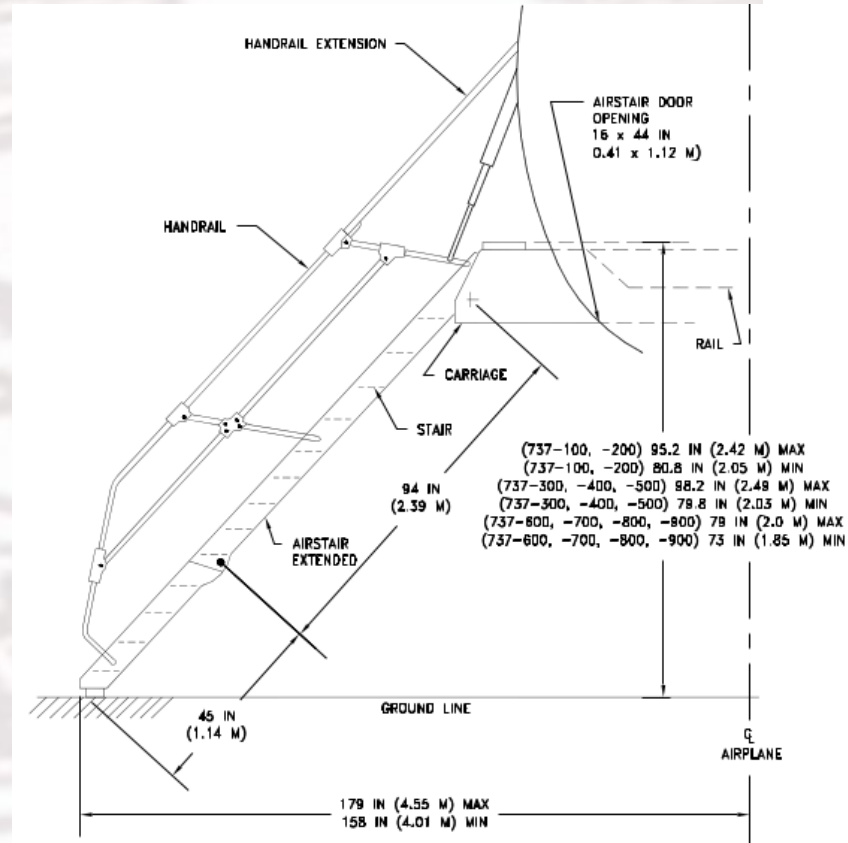 HANDRAIL EXTENSION
AIRSTAIR DOOR
OPENING
16 x 44 IN
0.41 x 1.12 M)
HANDRAIL
RAIL
CARRIAGE
STAIR
(737-100, -200) 95.2 IN (2.42 M) MAX
(737-100, -200) 80.8 IN (2.05 M) MIN
(737-300, -400, -500) 98.2 IN (2.49 M) MAX
(737-300, -400, -500) 79.8 IN (2.03 M) MIN
(737-600, -700, -800, -900) 79 IN (2.0 M) MAX
(737-600, -700, -800, -900) 73 IN (1.85 M) MIN
94 IN
(2.39 M)
AIRSTAIR
EXTENDED
GROUND LINE
45 IN
(1.14 M)
℄
AIRPLANE
179 IN (4.55 M) MAX
158 IN (4.01 M) MIN